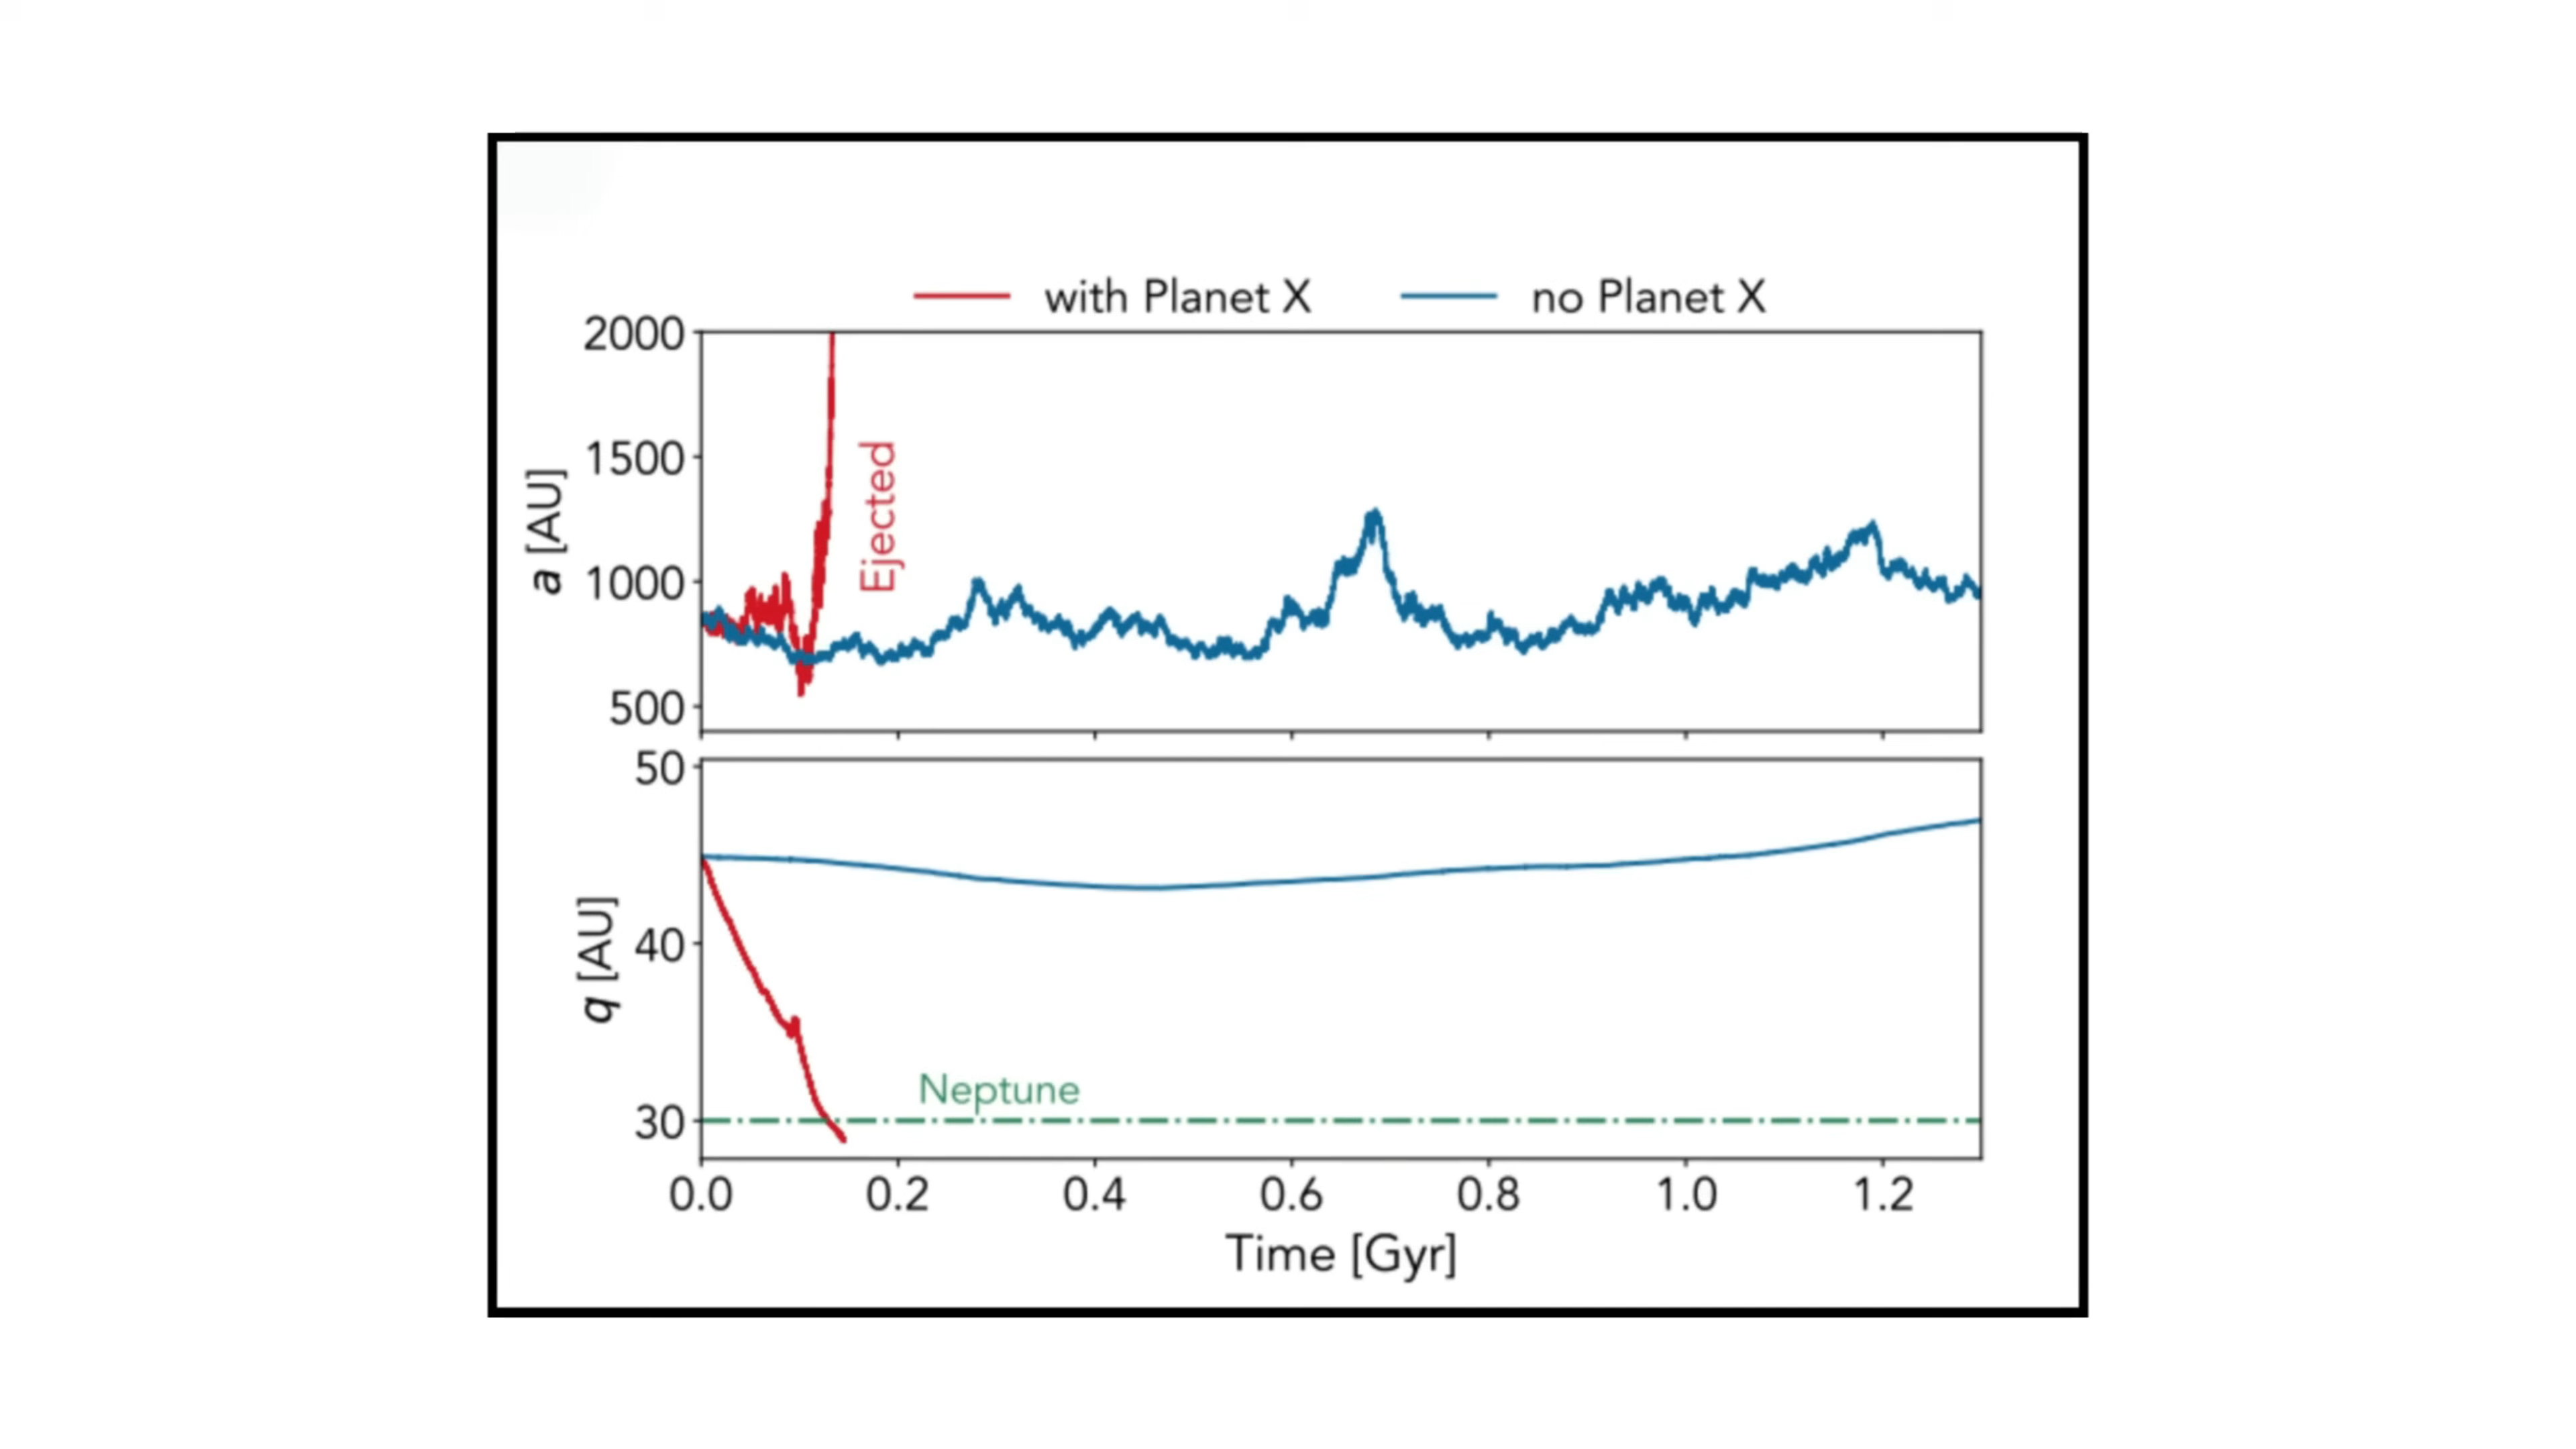 with Planet X
no Planet X
2000
1500
1000
500
a [AU]
Ejected
50
40
30
q [AU]
Neptune
0.0 0.2 0.4 0.6 0.8 1.0 1.2
Time [Gyr]